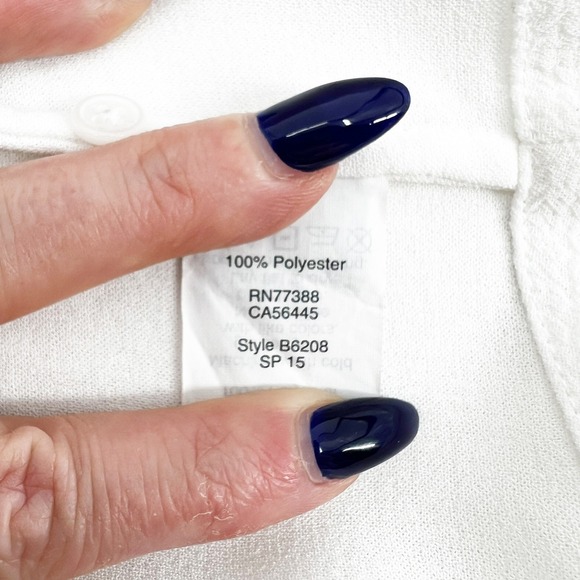 100% Polyester
RN77388
CA56445
Style B6208
SP 15